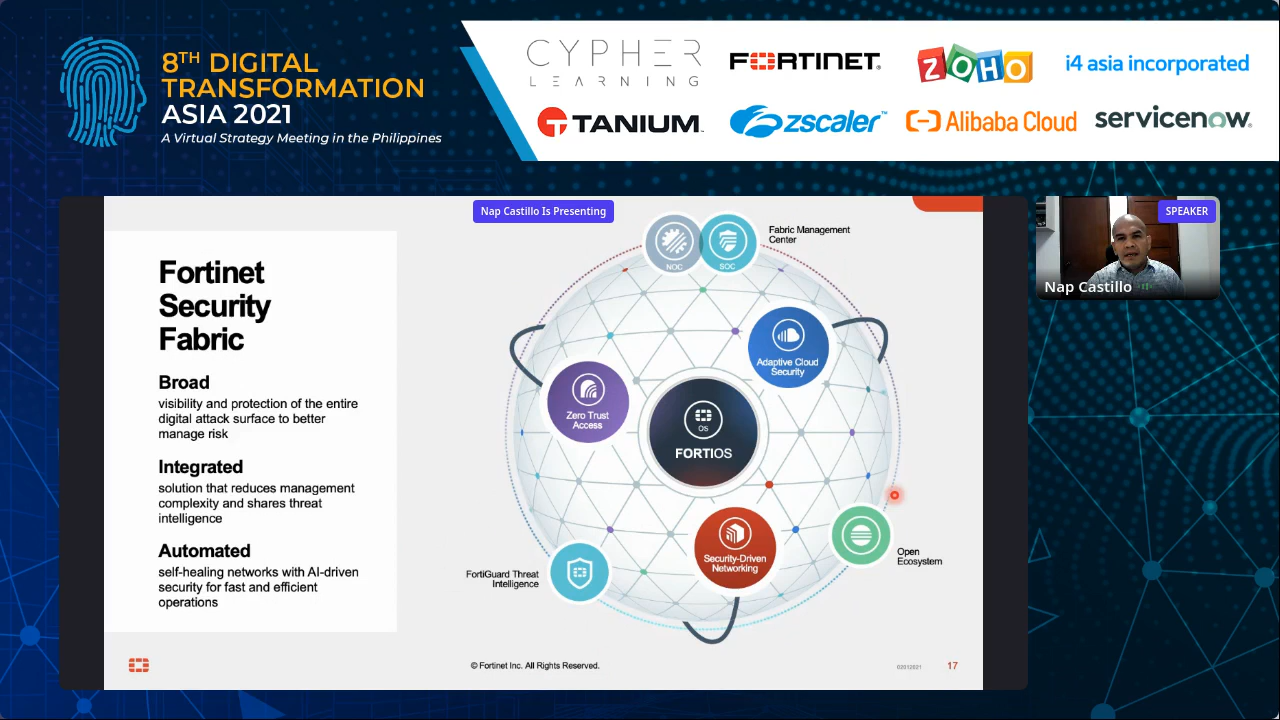 8TH DIGITAL
TRANSFORMATION
ASIA 2021
A Virtual Strategy Meeting in the Philippines
CYPHER
LEARNING
FORTINET®
ZOHO
i4 asia incorporated
TANIUM
zscaler™
Alibaba Cloud
servicenow
Nap Castillo Is Presenting
SPEAKER
Nap Castillo
Fortinet
Security
Fabric
Broad
visibility and protection of the entire
digital attack surface to better
manage risk
Integrated
solution that reduces management
complexity and shares threat
intelligence
Automated
self-healing networks with AI-driven
security for fast and efficient
operations
NOC
SOC
Fabric Management
Center
Adaptive Cloud
Security
Zero Trust
Access
OS
FORTIOS
Security-Driven
Networking
Open
Ecosystem
FortiGuard Threat
Intelligence
© Fortinet Inc. All Rights Reserved.
17